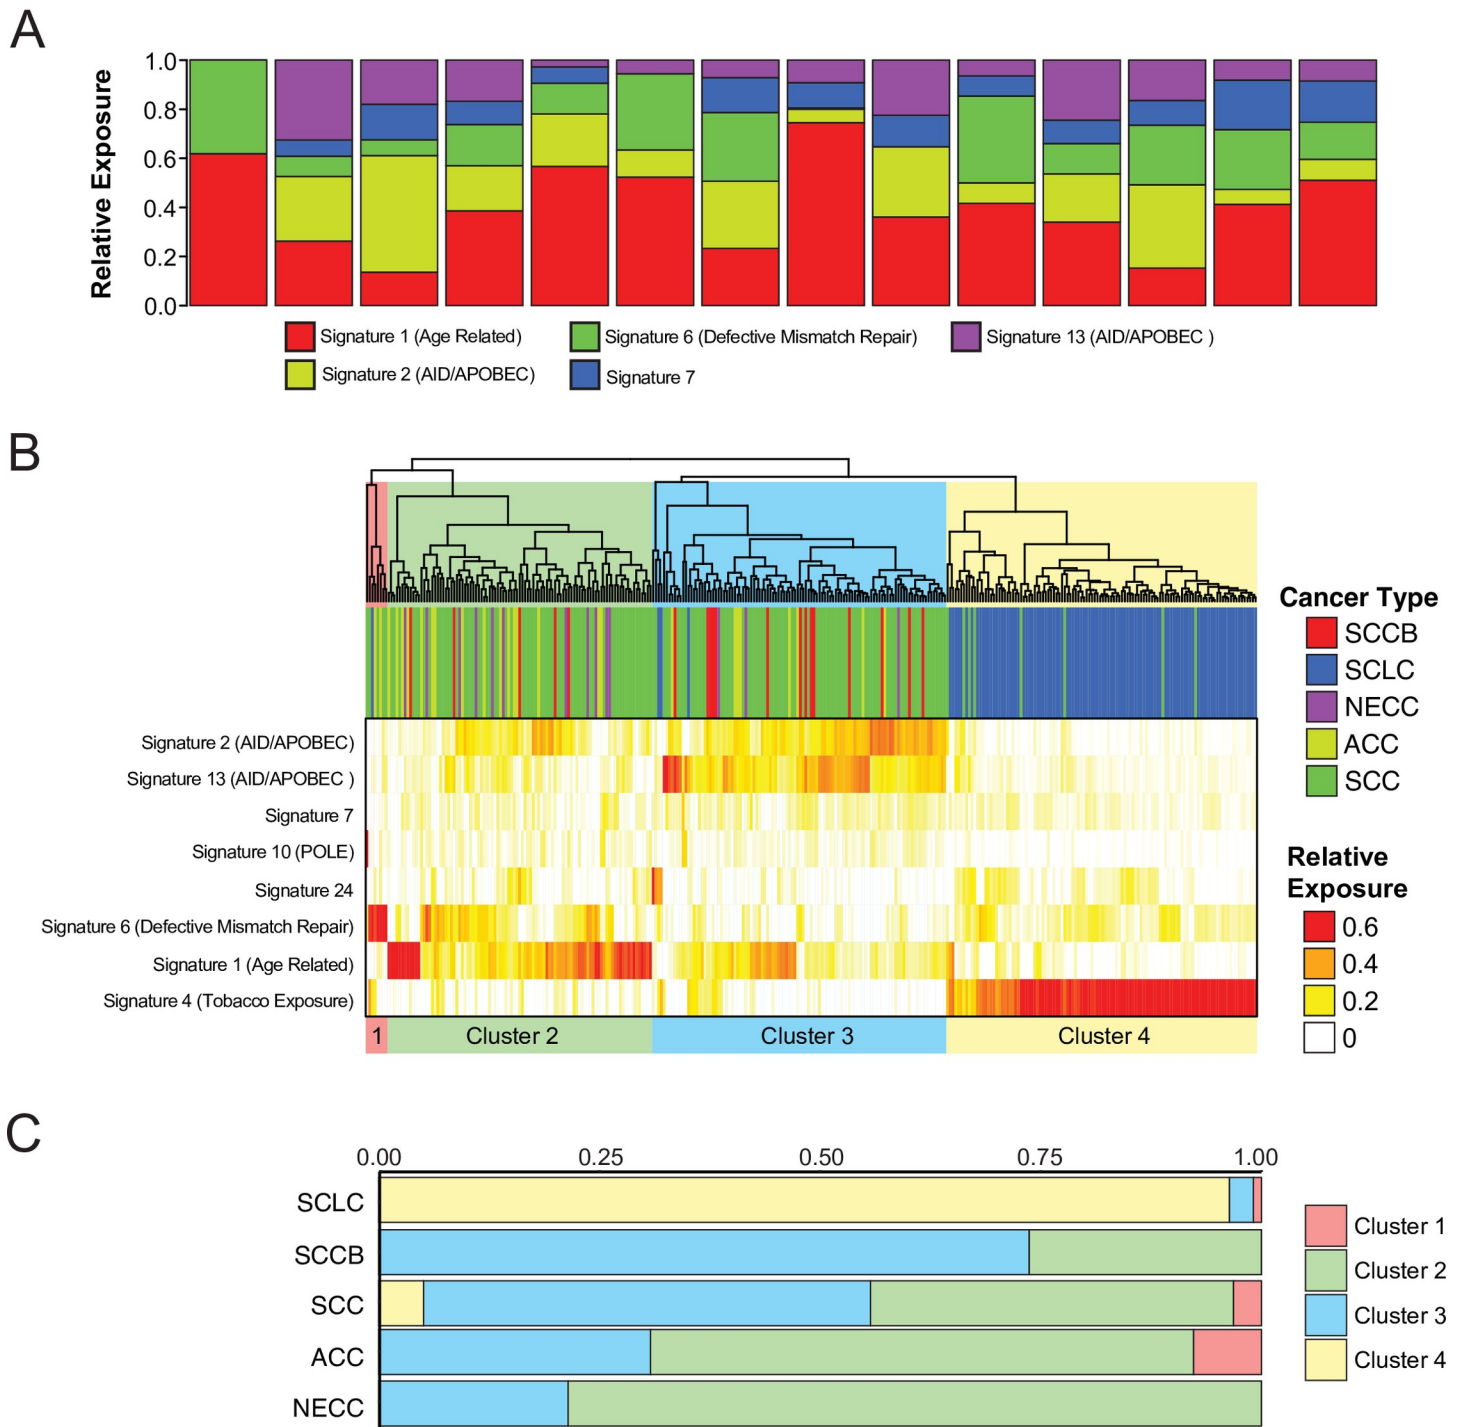 A
Relative Exposure
1.0
0.8
0.6
0.4
0.2
0.0
Signature 1 (Age Related)
Signature 6 (Defective Mismatch Repair)
Signature 13 (AID/APOBEC )
Signature 2 (AID/APOBEC)
Signature 7
B
Cancer Type
SCCB
SCLC
NECC
ACC
SCC
Signature 2 (AID/APOBEC)
Signature 13 (AID/APOBEC )
Signature 7
Signature 10 (POLE)
Signature 24
Signature 6 (Defective Mismatch Repair)
Signature 1 (Age Related)
Signature 4 (Tobacco Exposure)
Relative
Exposure
0.6
0.4
0.2
0
1
Cluster 2
Cluster 3
Cluster 4
C
0.00 0.25 0.50 0.75 1.00
SCLC
SCCB
SCC
ACC
NECC
Cluster 1
Cluster 2
Cluster 3
Cluster 4